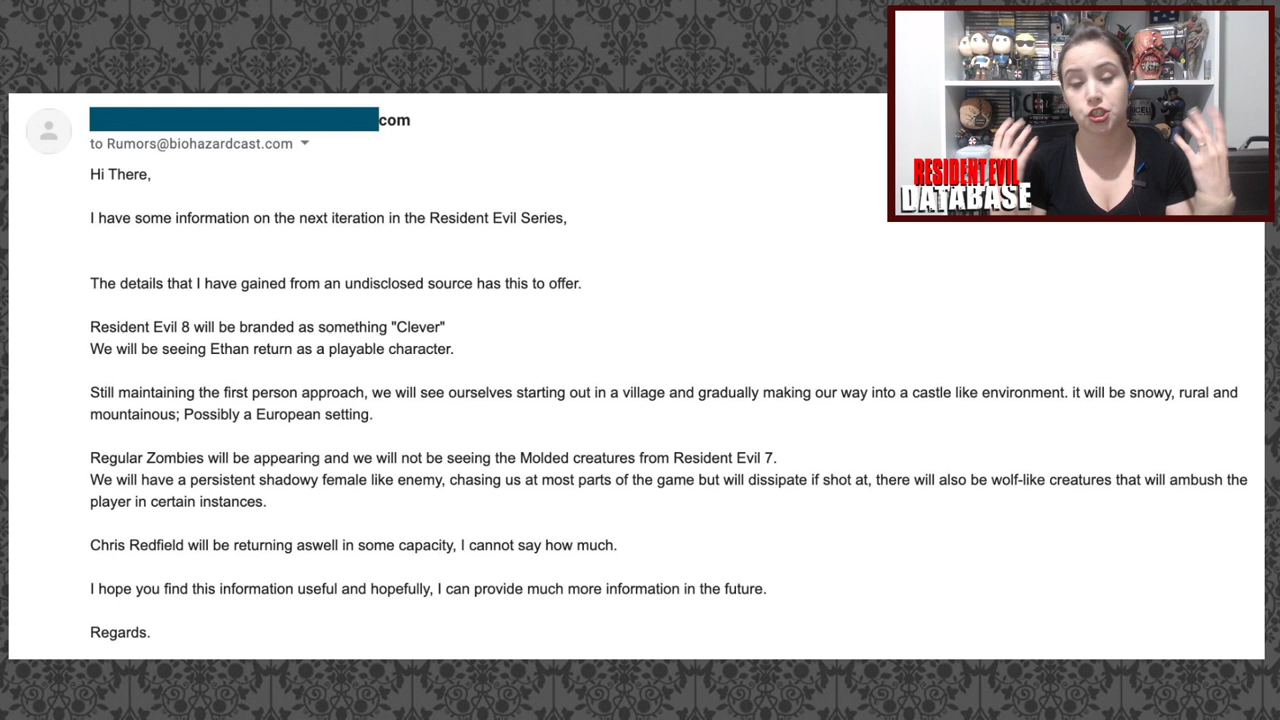 com
to Rumors@biohazardcast.com
Hi There,
I have some information on the next iteration in the Resident Evil Series,
The details that I have gained from an undisclosed source has this to offer.
Resident Evil 8 will be branded as something "Clever"
We will be seeing Ethan return as a playable character.
Still maintaining the first person approach, we will see ourselves starting out in a village and gradually making our way into a castle like environment. it will be snowy, rural and
mountainous; Possibly a European setting.
Regular Zombies will be appearing and we will not be seeing the Molded creatures from Resident Evil 7.
We will have a persistent shadowy female like enemy, chasing us at most parts of the game but will dissipate if shot at, there will also be wolf-like creatures that will ambush the
player in certain instances.
Chris Redfield will be returning aswell in some capacity, I cannot say how much.
I hope you find this information useful and hopefully, I can provide much more information in the future.
Regards.
RESIDENT EVIL
DATABASE